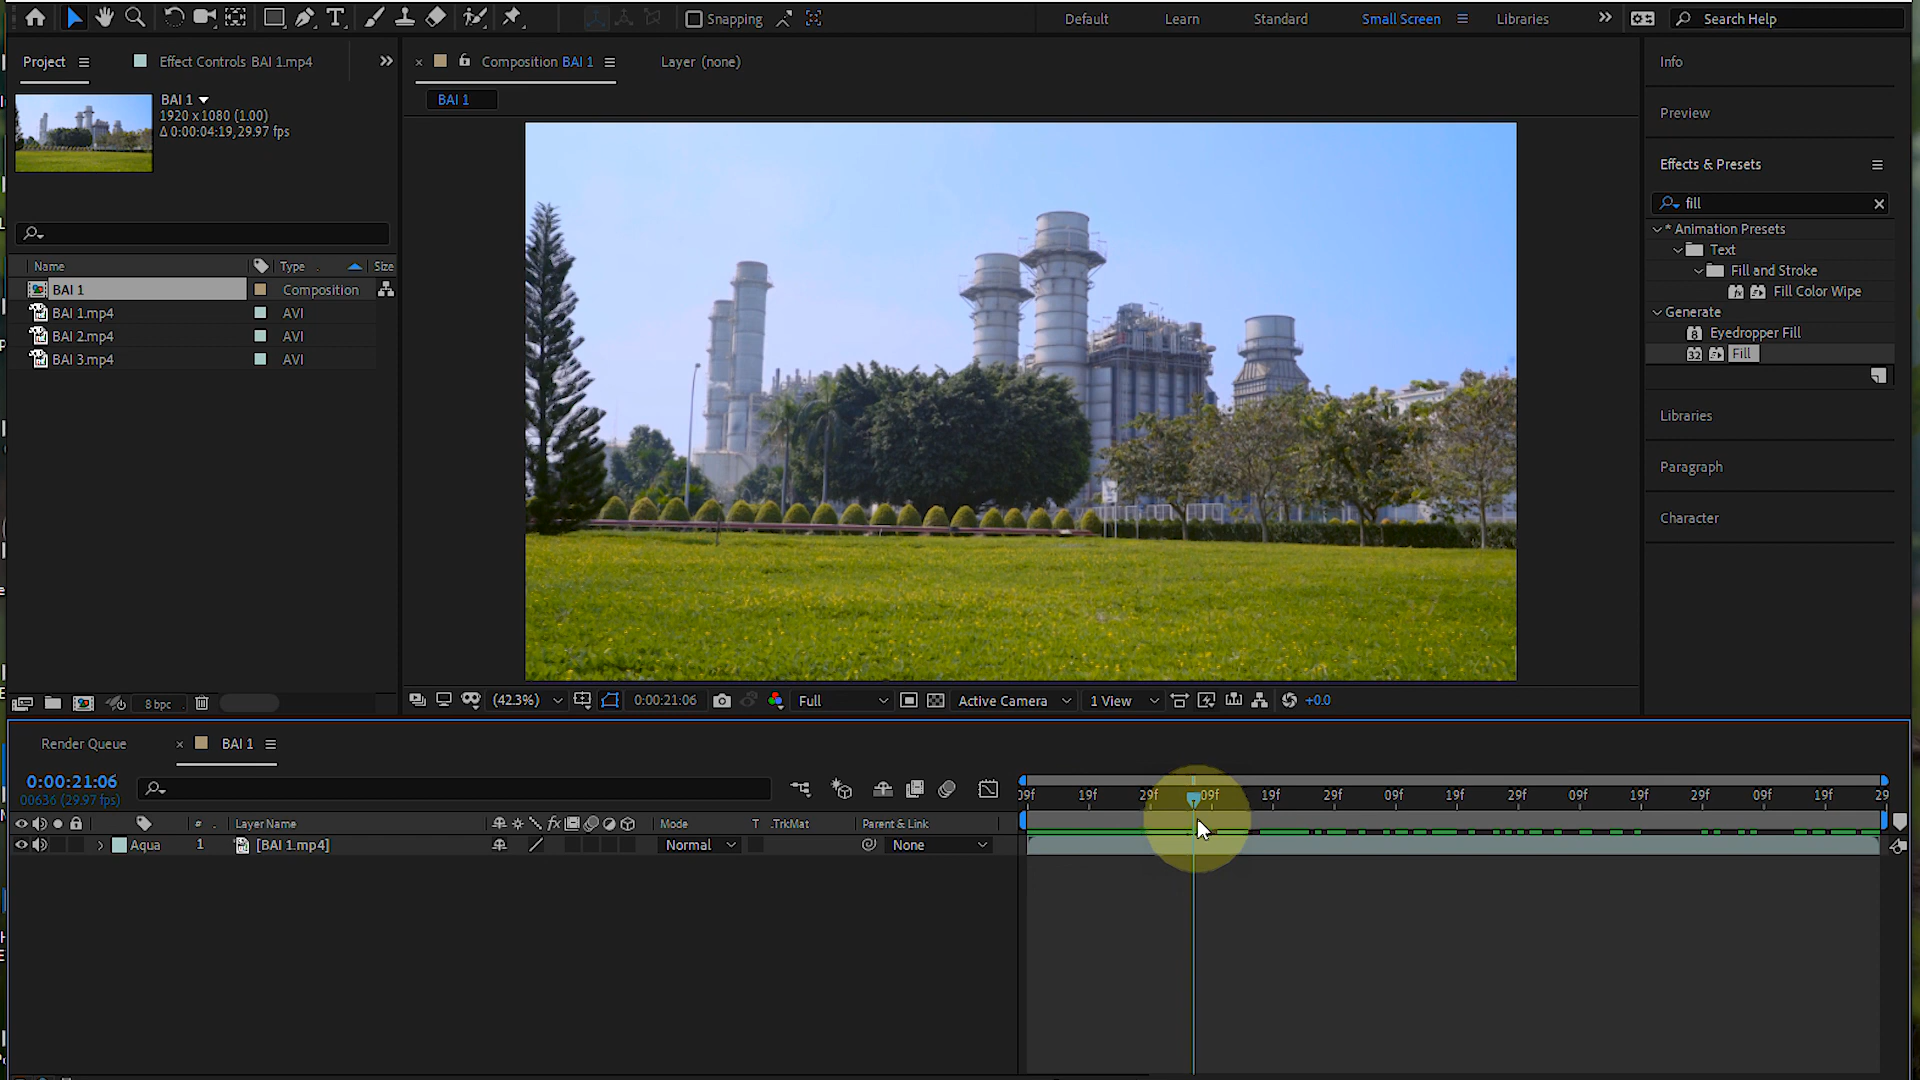 Snapping
Default
Learn
Standard
Small Screen
Libraries
Search Help
Project
Effect Controls BAI 1.mp4
Composition BAI 1
Layer (none)
BAI 1
1920 x 1080 (1.00)
Δ 0:00:04:19, 29.97 fps
BAI 1
Name
Type
Size
BAI 1
Composition
BAI 1.mp4
AVI
BAI 2.mp4
AVI
BAI 3.mp4
AVI
8 bpc
(42.3%)
0:00:21:06
Full
Active Camera
1 View
+0.0
Info
Preview
Effects & Presets
fill
* Animation Presets
Text
Fill and Stroke
Fill Color Wipe
Generate
Eyedropper Fill
Fill
Libraries
Paragraph
Character
Render Queue
BAI 1
0:00:21:06
00636 (29.97 fps)
09f 19f 29f 09f 19f 29f 09f 19f 29f 09f 19f 29f 09f 19f 29
# Layer Name
fx
Mode
T .TrkMat
Parent & Link
Aqua 1 [BAI 1.mp4]
Normal
None